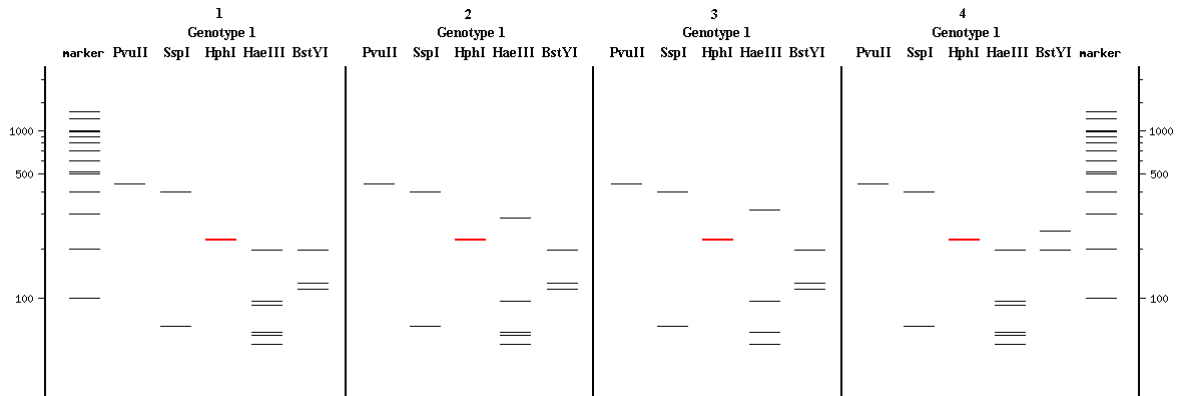 1 2 3 4
Genotype 1 Genotype 1 Genotype 1 Genotype 1
marker PvuII SspI HphI HaeIII BstYI PvuII SspI HphI HaeIII BstYI PvuII SspI HphI HaeIII BstYI PvuII SspI HphI HaeIII BstYI marker
1000 1000
500 500
100 100